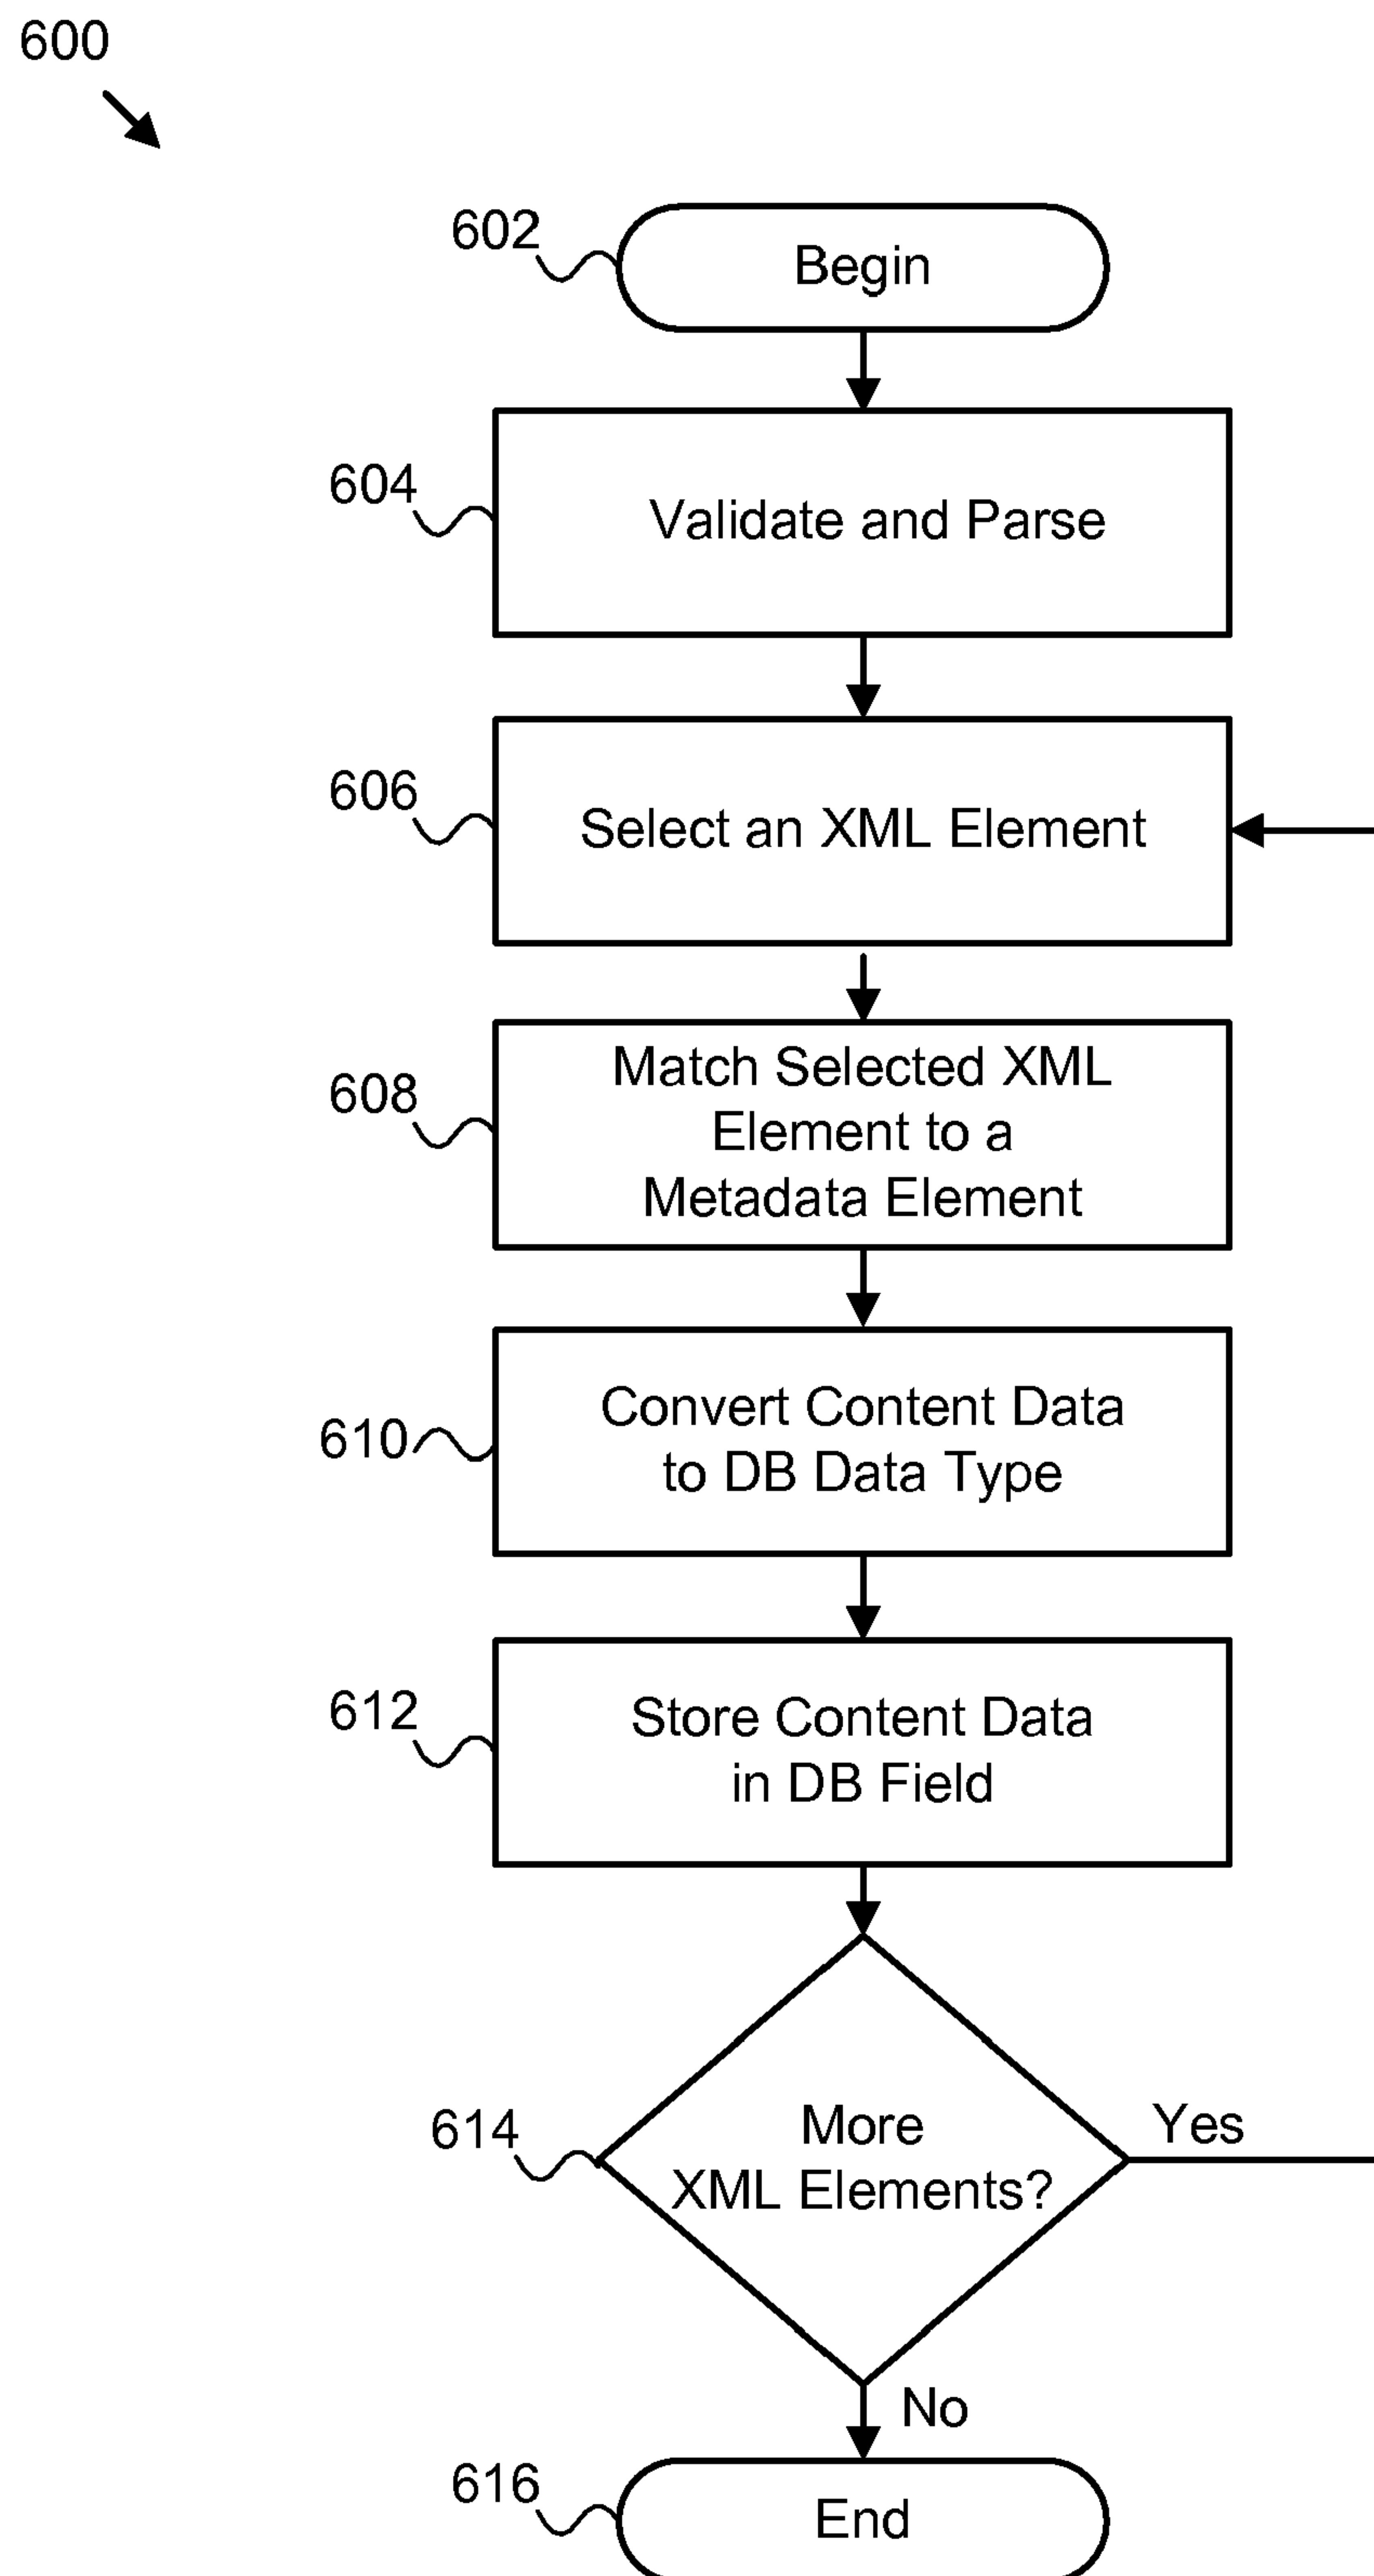 600
602
Begin
604
Validate and Parse
606
Select an XML Element
608
Match Selected XML
Element to a
Metadata Element
610
Convert Content Data
to DB Data Type
612
Store Content Data
in DB Field
614
More
XML Elements?
Yes
No
616
End